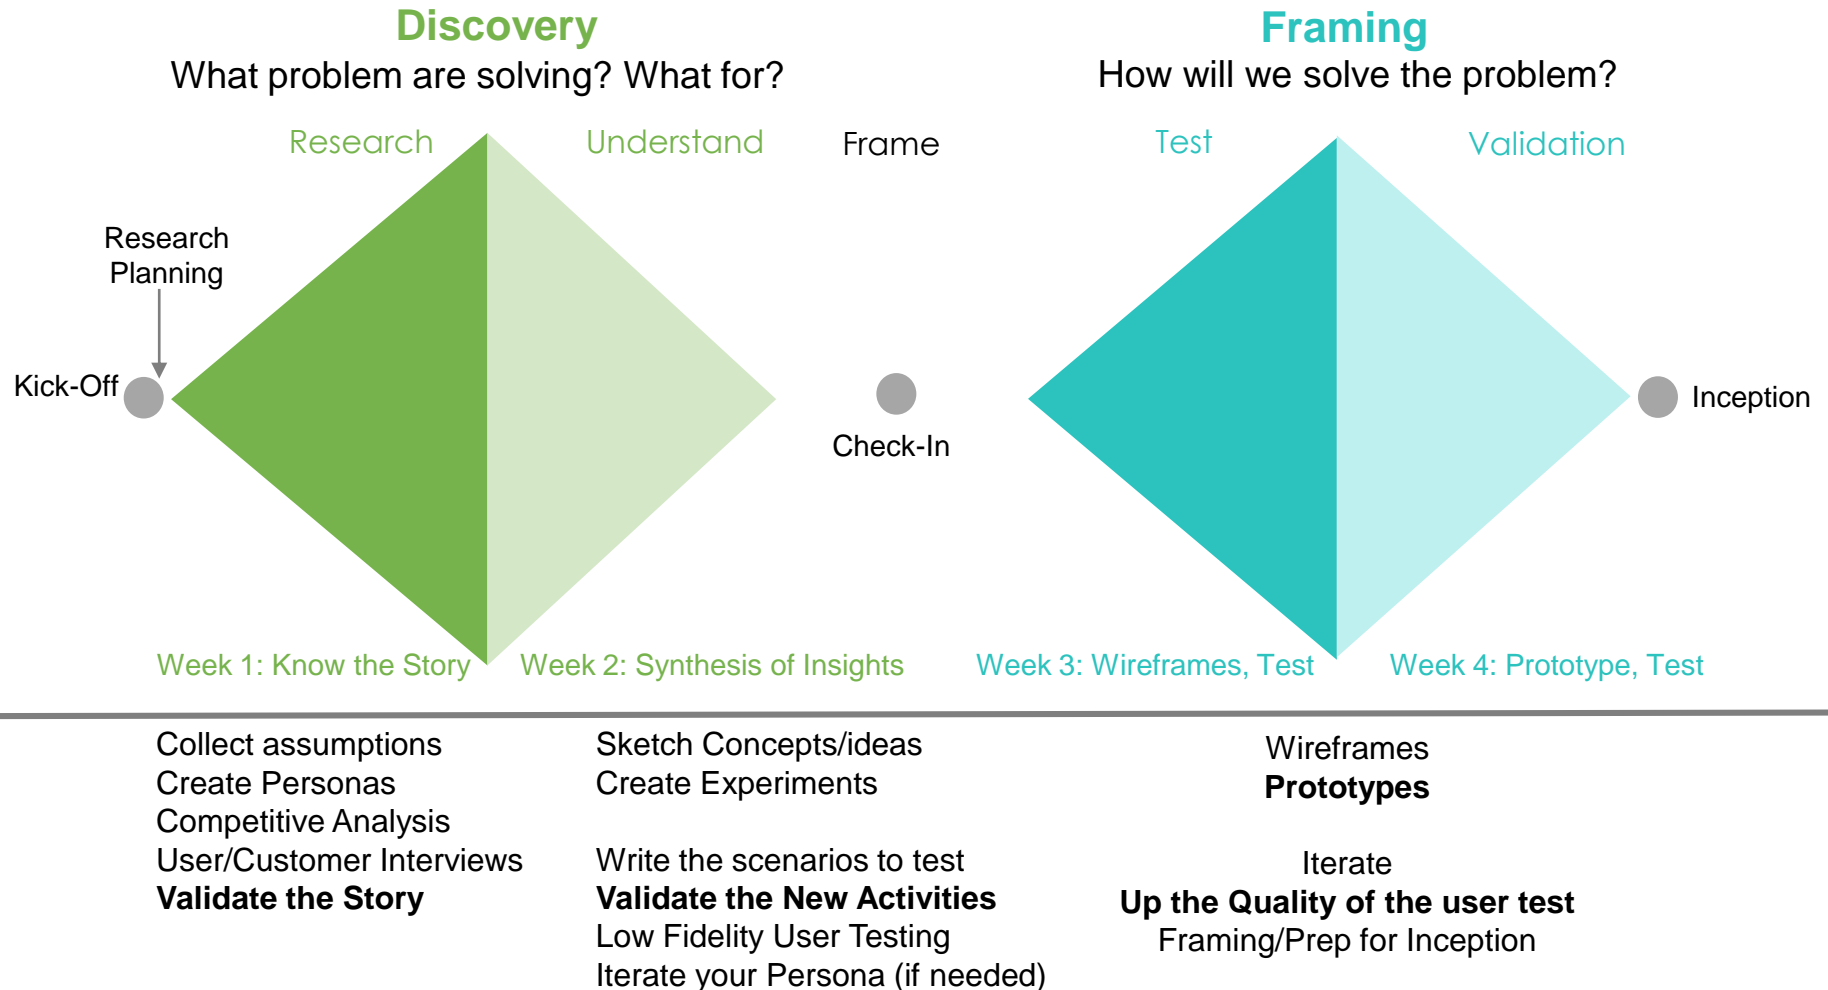 Discovery
What problem are solving? What for?
Framing
How will we solve the problem?
Research
Understand
Frame
Test
Validation
Research
Planning
Kick-Off
Check-In
Inception
Week 1: Know the Story
Week 2: Synthesis of Insights
Week 3: Wireframes, Test
Week 4: Prototype, Test
Collect assumptions
Create Personas
Competitive Analysis
User/Customer Interviews
Validate the Story
Sketch Concepts/ideas
Create Experiments
Write the scenarios to test
Validate the New Activities
Low Fidelity User Testing
Iterate your Persona (if needed)
Wireframes
Prototypes
Iterate
Up the Quality of the user test
Framing/Prep for Inception